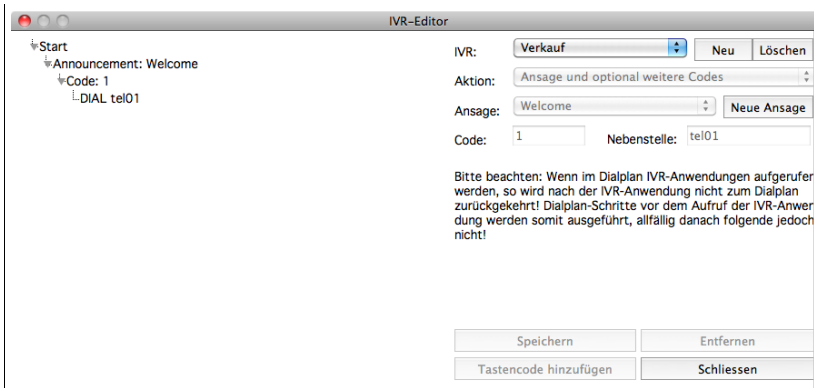 IVR-Editor
Start
Announcement: Welcome
Code: 1
DIAL tel01
IVR: Verkauf Neu Löschen
Aktion: Ansage und optional weitere Codes
Ansage: Welcome Neue Ansage
Code: 1 Nebenstelle: tel01
Bitte beachten: Wenn im Dialplan IVR-Anwendungen aufgerufen
werden, so wird nach der IVR-Anwendung nicht zum Dialplan
zurückgekehrt! Dialplan-Schritte vor dem Aufruf der IVR-Anwen
dung werden somit ausgeführt, allfällig danach folgende jedoch
nicht!
Speichern Entfernen
Tastencode hinzufügen Schliessen